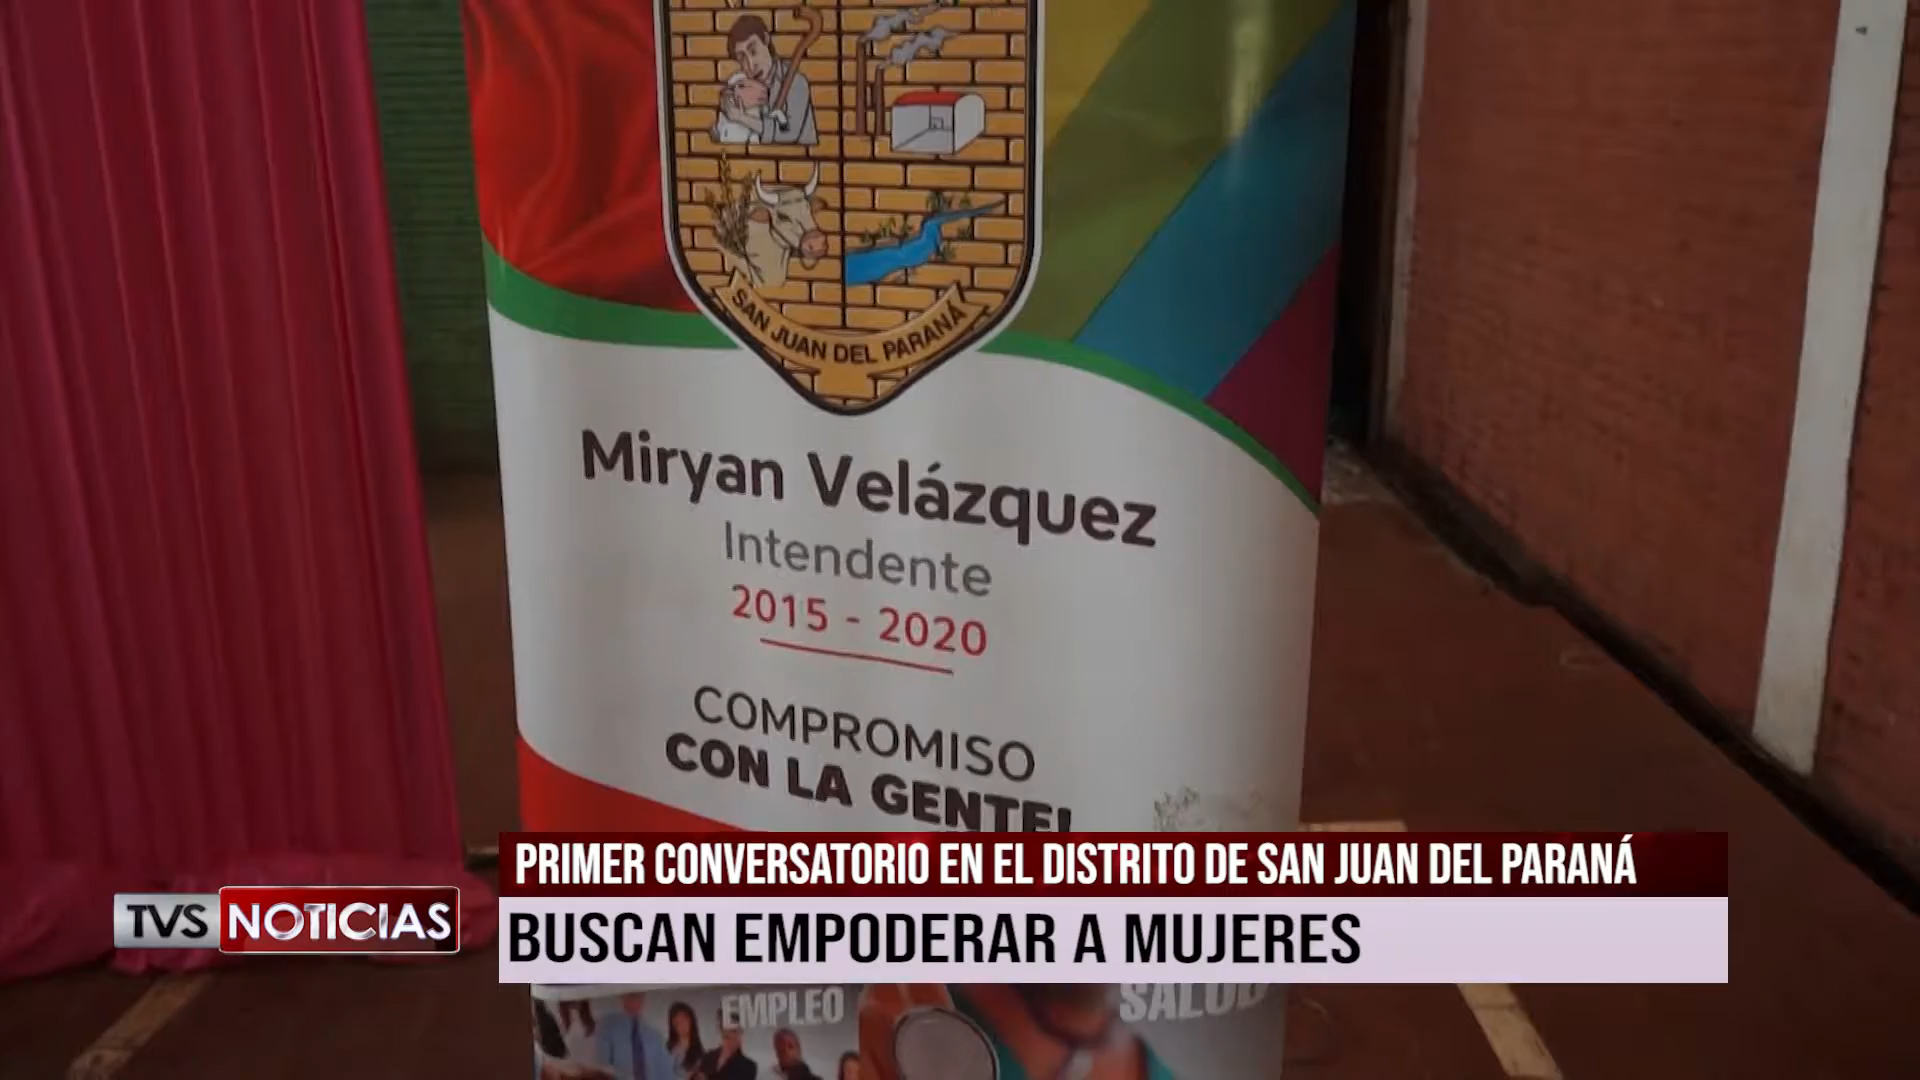 SAN JUAN DEL PARANÁ
Miryan Velázquez
Intendente
2015 - 2020
COMPROMISO
CON LA GENTE!
PRIMER CONVERSATORIO EN EL DISTRITO DE SAN JUAN DEL PARANÁ
TVS NOTICIAS
BUSCAN EMPODERAR A MUJERES
EMPLEO
SALUD